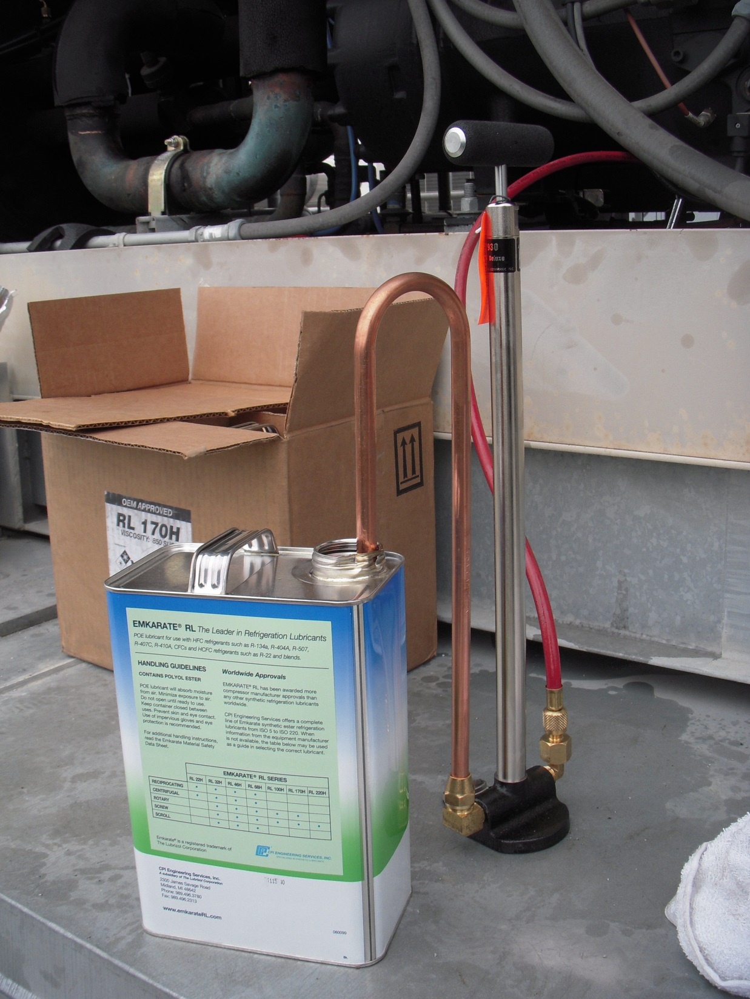 930
Deluxe
OEM APPROVED
RL 170H
VISCOSITY: 850 SU
EMKARATE® RL The Leader in Refrigeration Lubricants
POE lubricant for use with HFC refrigerants such as R-134a, R-404A, R-507,
R-407C, R-410A, CFCs and HCFC refrigerants such as R-22 and blends.
HANDLING GUIDELINES
CONTAINS POLYOL ESTER
POE lubricant will absorb moisture
from air. Minimize exposure to air.
Do not open until ready to use.
Keep container closed between
uses. Prevent skin and eye contact.
Use of impervious gloves and eye
protection is recommended.
For additional handling instructions,
read the Emkarate Material Safety
Data Sheet.
Worldwide Approvals
EMKARATE® RL has been awarded more
compressor manufacturer approvals than
any other synthetic refrigeration lubricants
worldwide.
CPI Engineering Services offers a complete
line of Emkarate synthetic ester refrigeration
lubricants from ISO 5 to ISO 220. When
information from the equipment manufacturer
is not available, the table below may be used
as a guide in selecting the correct lubricant.
EMKARATE® RL SERIES
RL 22H RL 32H RL 46H RL 68H RL 100H RL 170H RL 220H
RECIPROCATING
CENTRIFUGAL
ROTARY
SCREW
SCROLL
Emkarate® is a registered trademark of
The Lubrizol Corporation
CPI ENGINEERING SERVICES, INC.
CPI Engineering Services, Inc.
A subsidiary of The Lubrizol Corporation
2300 James Savage Road
Midland, MI 48642
Phone: 989.496.3780
Fax: 989.496.2313
www.emkarateRL.com
080099